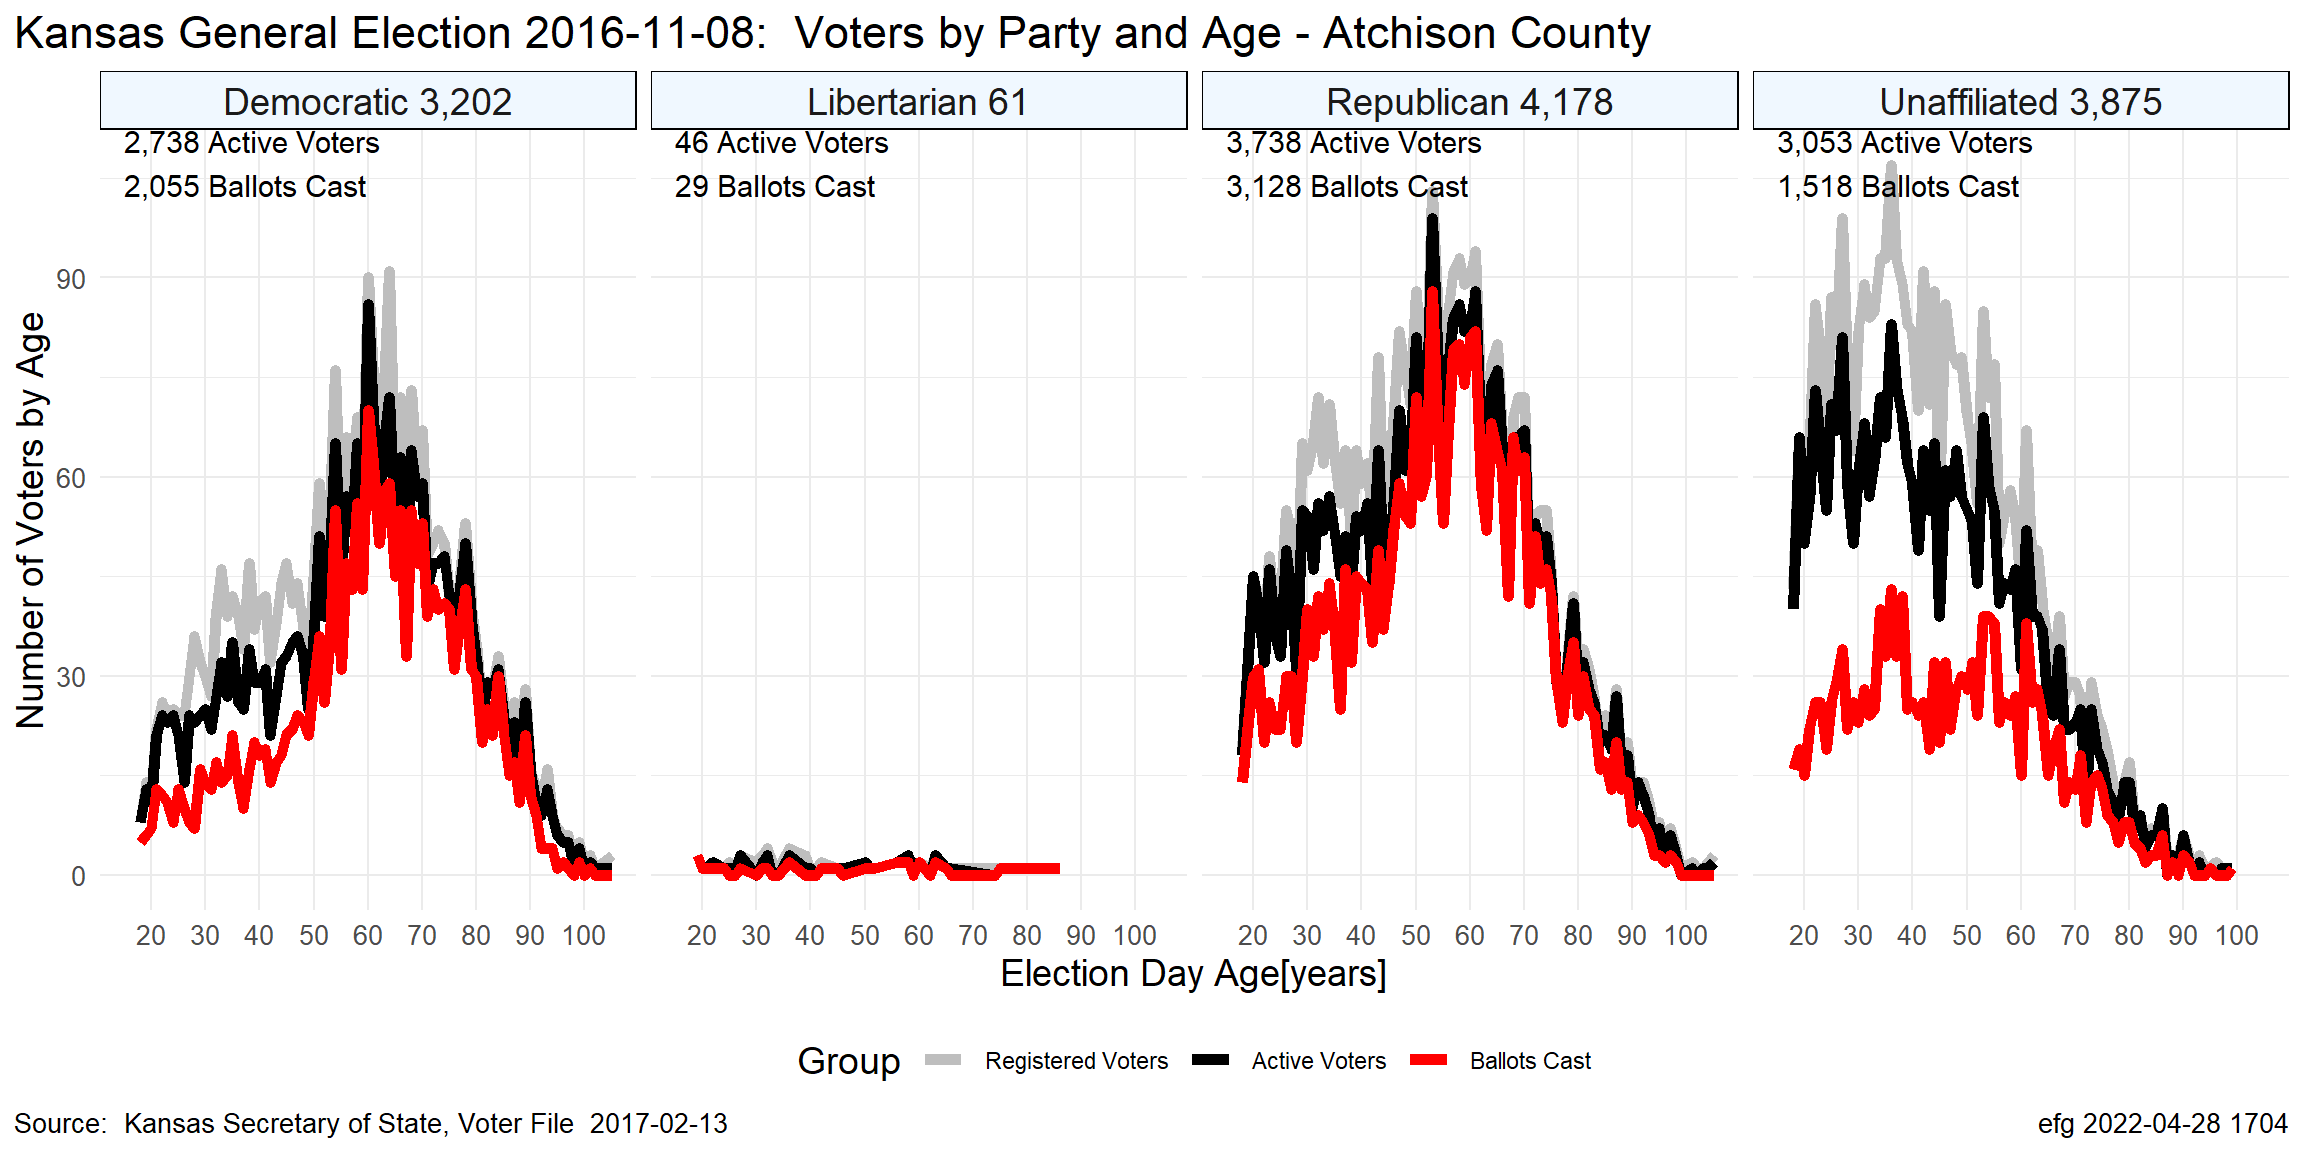 Kansas General Election 2016-11-08:  Voters by Party and Age - Atchison County
Democratic 3,202
Libertarian 61
Republican 4,178
Unaffiliated 3,875
2,738 Active Voters
2,055 Ballots Cast
46 Active Voters
29 Ballots Cast
3,738 Active Voters
3,128 Ballots Cast
3,053 Active Voters
1,518 Ballots Cast
Number of Voters by Age
90
60
30
0
20 30 40 50 60 70 80 90 100
20 30 40 50 60 70 80 90 100
20 30 40 50 60 70 80 90 100
20 30 40 50 60 70 80 90 100
Election Day Age[years]
Group Registered Voters Active Voters Ballots Cast
Source:  Kansas Secretary of State, Voter File  2017-02-13
efg 2022-04-28 1704